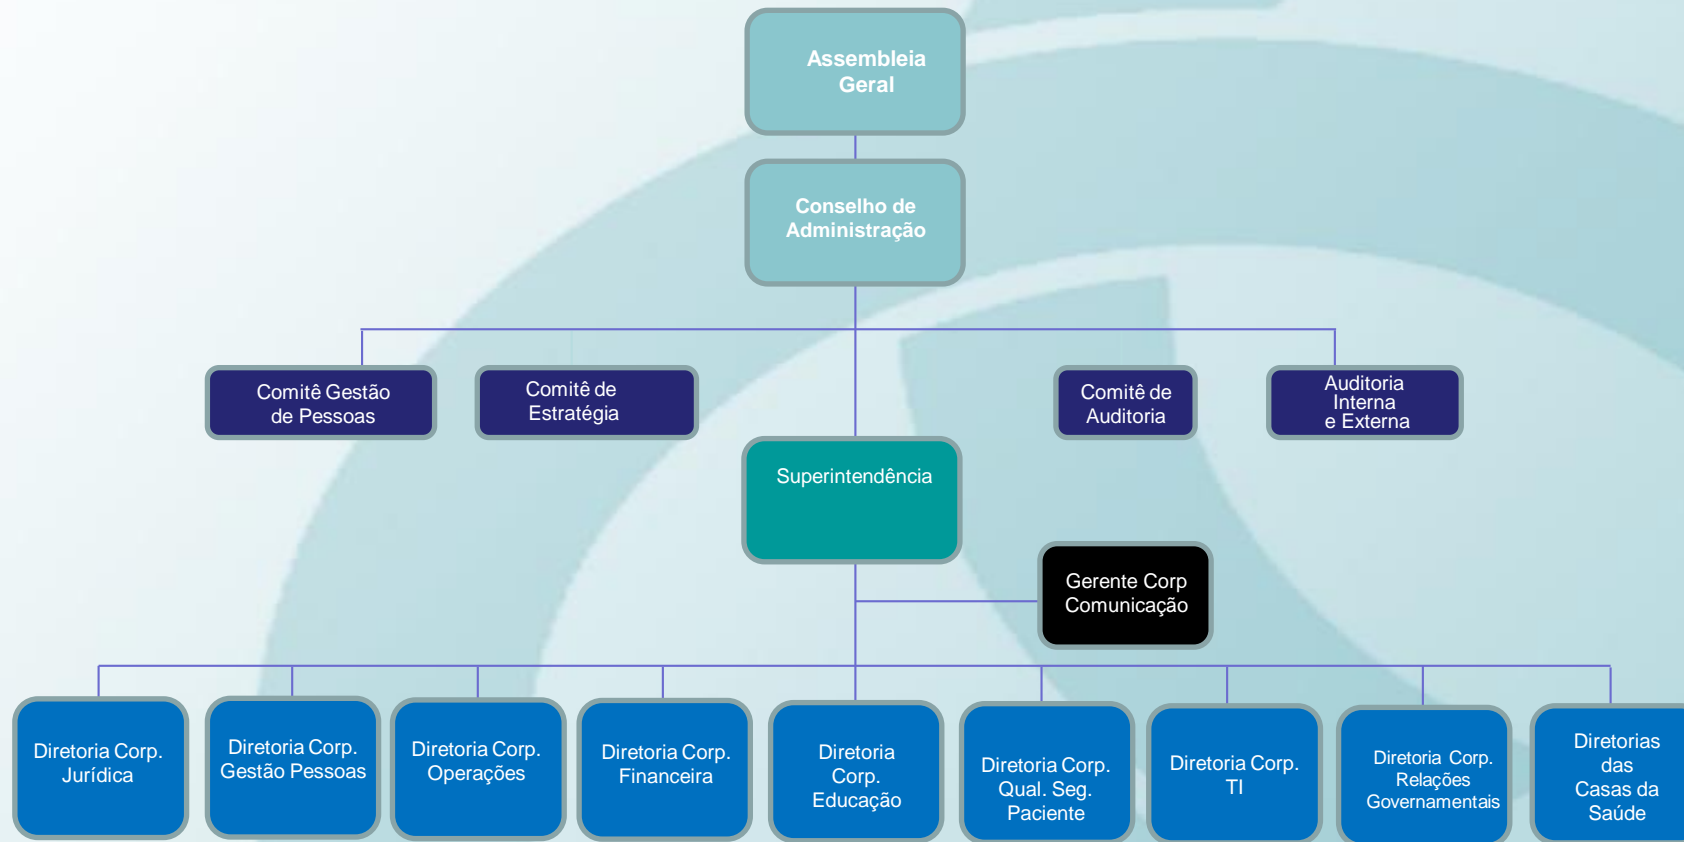 Assembleia
Geral
Conselho de
Administração
Comitê Gestão
de Pessoas
Comitê de
Estratégia
Comitê de
Auditoria
Auditoria
Interna
e Externa
Superintendência
Gerente Corp
Comunicação
Diretoria Corp.
Jurídica
Diretoria Corp.
Gestão Pessoas
Diretoria Corp.
Operações
Diretoria Corp.
Financeira
Diretoria
Corp.
Educação
Diretoria Corp.
Qual. Seg.
Paciente
Diretoria Corp.
TI
Diretoria Corp.
Relações
Governamentais
Diretorias
das
Casas da
Saúde